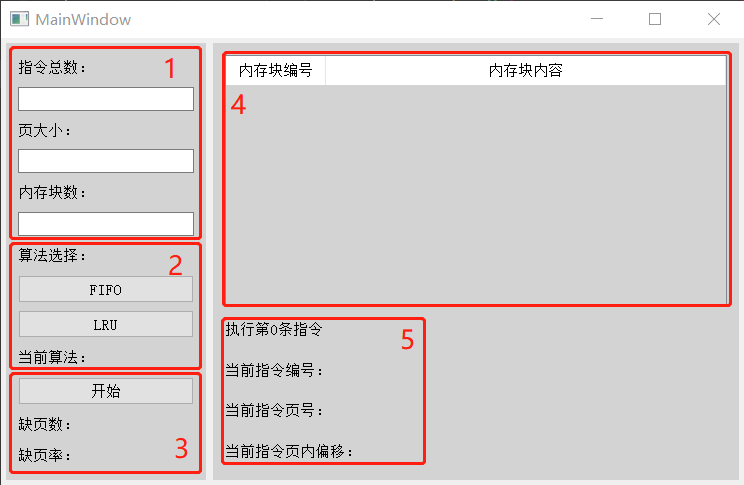 MainWindow
指令总数:
1
页大小:
内存块数:
算法选择:
2
FIFO
LRU
当前算法:
开始
缺页数:
缺页率:
3
内存块编号 内存块内容
4
执行第0条指令
5
当前指令编号:
当前指令页号:
当前指令页内偏移: